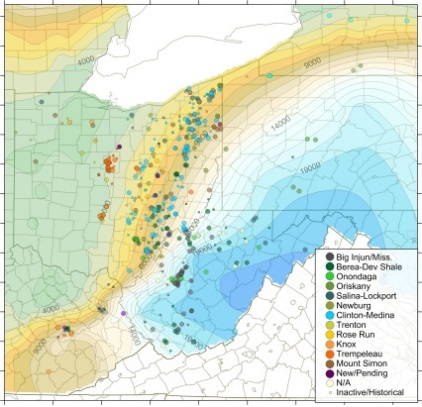 4000
9000
14000
19000
9000
4000
9000
Big Injun/Miss.
Berea-Dev Shale
Onondaga
Oriskany
Salina-Lockport
Newburg
Clinton-Medina
Trenton
Rose Run
Knox
Trempeleau
Mount Simon
New/Pending
N/A
Inactive/Historical